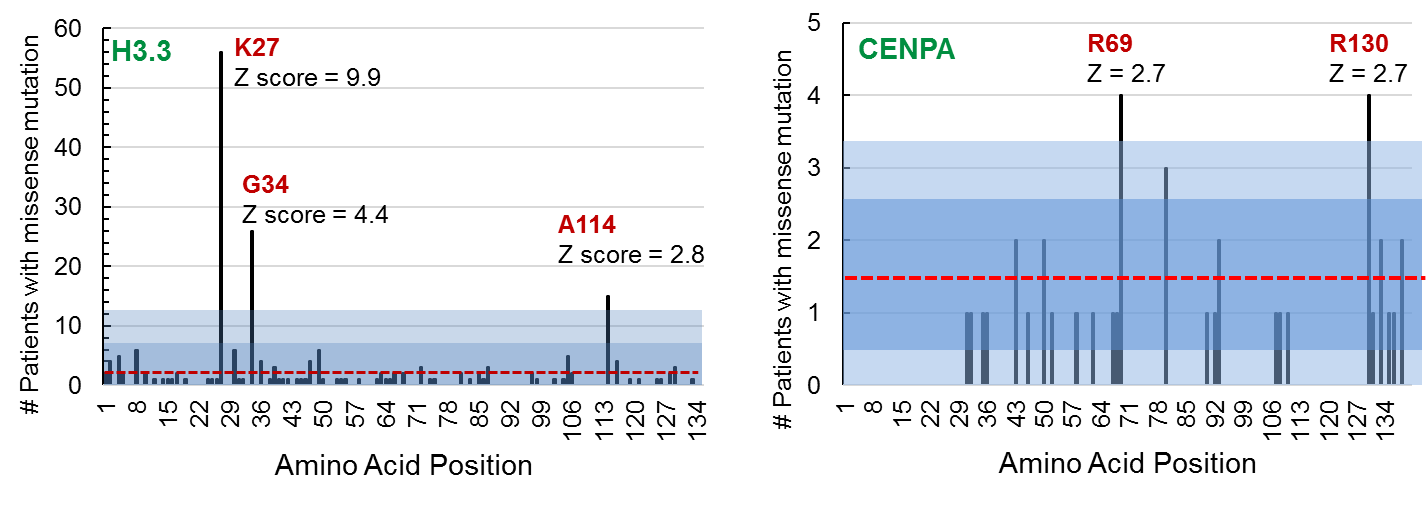 # Patients with missense mutation
60
50
40
30
20
10
0
H3.3
K27
Z score = 9.9
G34
Z score = 4.4
A114
Z score = 2.8
1 8 15 22 29 36 43 50 57 64 71 78 85 92 99 106 113 120 127 134
Amino Acid Position
# Patients with missense mutation
5
4
3
2
1
0
CENPA
R69
Z = 2.7
R130
Z = 2.7
1 8 15 22 29 36 43 50 57 64 71 78 85 92 99 106 113 120 127 134
Amino Acid Position